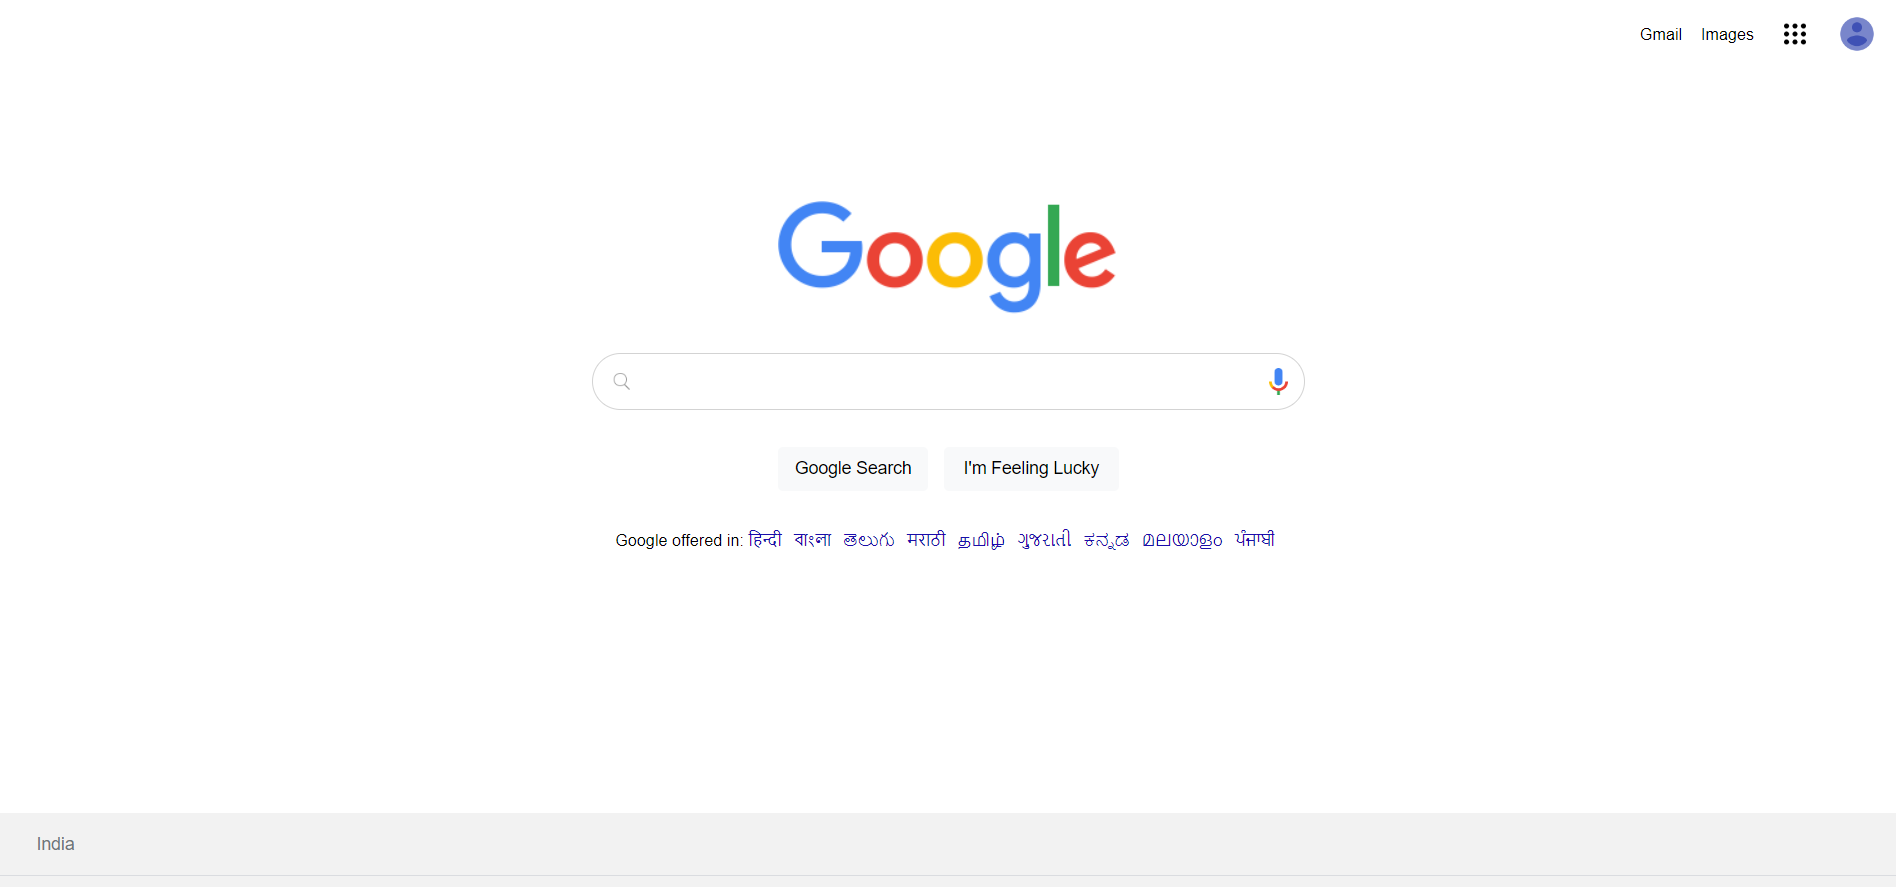 Gmail Images
Google
Google Search I'm Feeling Lucky
Google offered in: हिन्दी বাংলা తెలుగు मराठी தமிழ் ગુજરાતી ಕನ್ನಡ മലയാളം ਪੰਜਾਬੀ
India